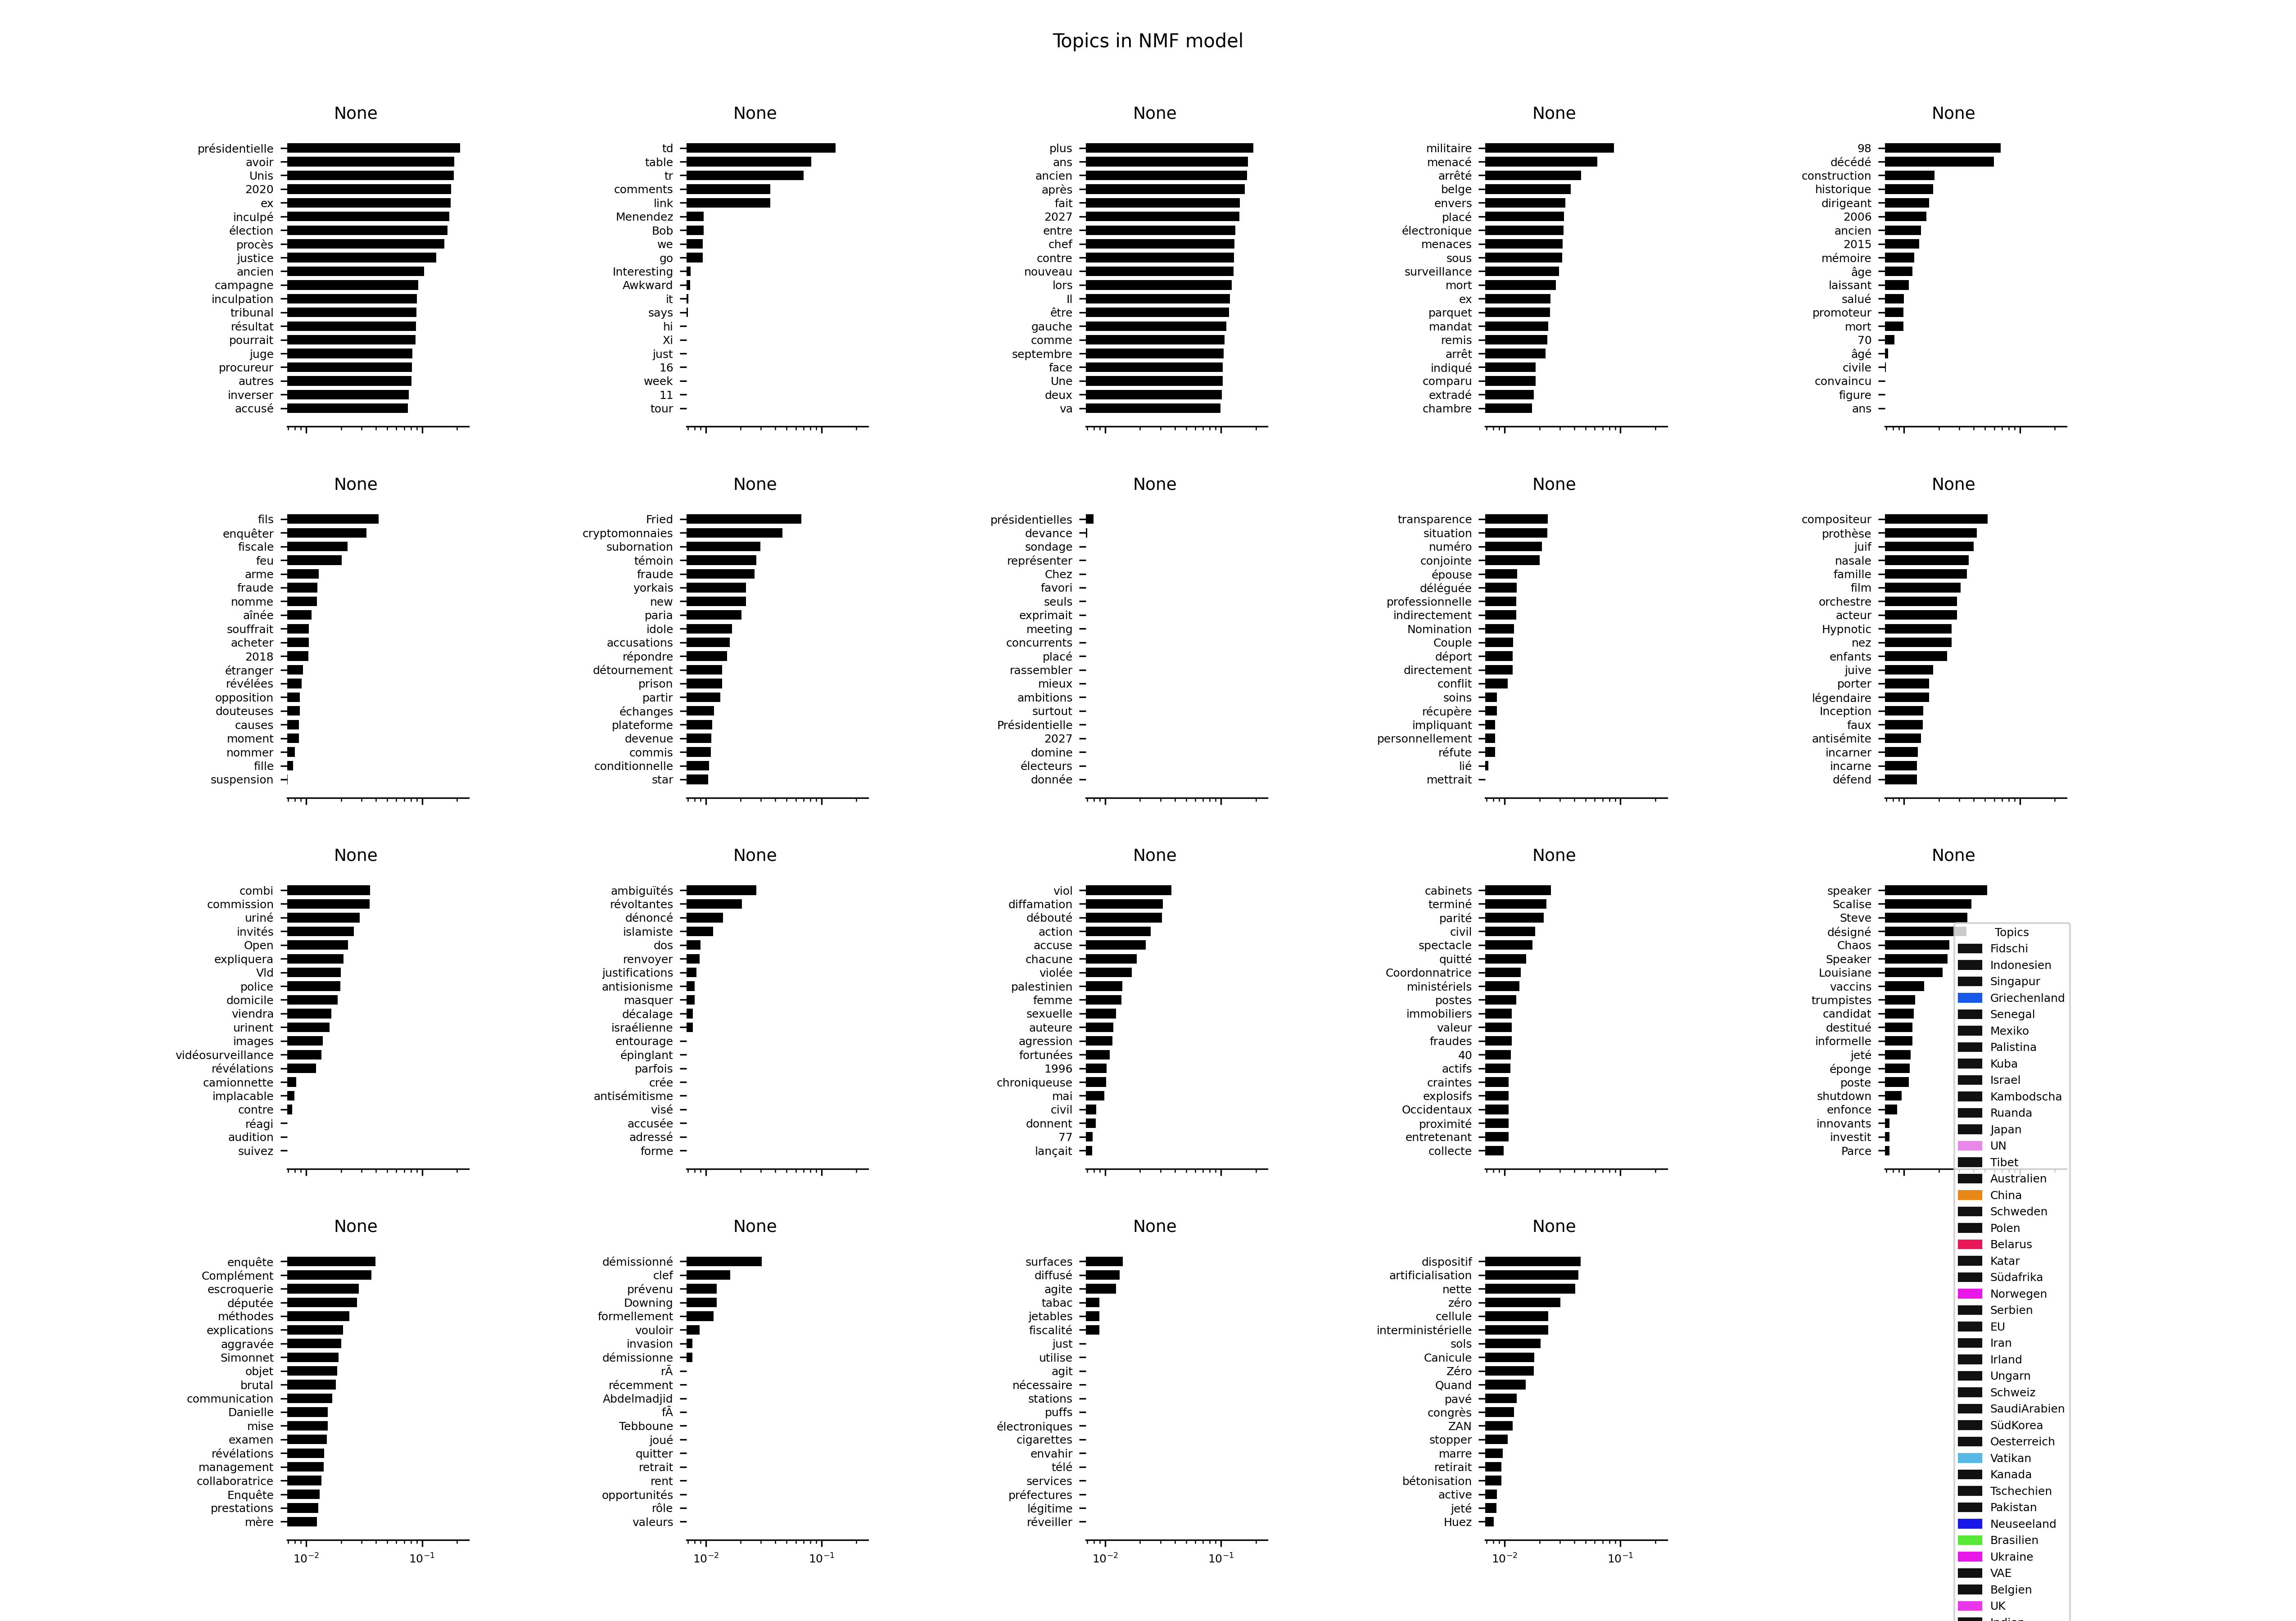 Topics in NMF model
None
présidentielle
avoir
Unis
2020
ex
inculpé
élection
procès
justice
ancien
campagne
inculpation
tribunal
résultat
pourrait
juge
procureur
autres
inverser
accusé
None
td
table
tr
comments
link
Menendez
Bob
we
go
Interesting
Awkward
it
says
hi
Xi
just
16
week
11
tour
None
plus
ans
ancien
après
fait
2027
entre
chef
contre
nouveau
lors
Il
être
gauche
comme
septembre
face
Une
deux
va
None
militaire
menacé
arrêté
belge
envers
placé
électronique
menaces
sous
surveillance
mort
ex
parquet
mandat
remis
arrêt
indiqué
comparu
extradé
chambre
None
98
décédé
construction
historique
dirigeant
2006
ancien
2015
mémoire
âge
laissant
salué
promoteur
mort
70
âgé
civile
convaincu
figure
ans
None
fils
enquêter
fiscale
feu
arme
fraude
nomme
aînée
souffrait
acheter
2018
étranger
révélées
opposition
douteuses
causes
moment
nommer
fille
suspension
None
Fried
cryptomonnaies
subornation
témoin
fraude
yorkais
new
paria
idole
accusations
répondre
détournement
prison
partir
échanges
plateforme
devenue
commis
conditionnelle
star
None
présidentielles
devance
sondage
représenter
Chez
favori
seuls
exprimait
meeting
concurrents
placé
rassembler
mieux
ambitions
surtout
Présidentielle
2027
domine
électeurs
donnée
None
transparence
situation
numéro
conjointe
épouse
déléguée
professionnelle
indirectement
Nomination
Couple
départ
directement
conflit
soins
récupère
impliquant
personnellement
réfute
lié
mettrait
None
compositeur
prothèse
juif
nasale
famille
film
orchestre
acteur
Hypnotic
nez
enfants
juive
porter
légendaire
Inception
faux
antisémite
incarner
incarne
défend
None
combi
commission
uriné
invités
Open
expliquera
Vld
police
domicile
viendra
urinent
images
vidéosurveillance
révélations
camionnette
implacable
contre
réagi
audition
suivez
None
ambiguïtés
révoltantes
dénoncé
islamiste
dos
renvoyer
justifications
antisionisme
masquer
décalage
israélienne
entourage
épinglant
parfois
crée
antisémitisme
visé
accusée
adressé
forme
None
viol
diffamation
débouté
action
accuse
chacune
violée
palestinien
femme
sexuelle
auteure
agression
fortunées
1996
chroniqueuse
mai
civil
donnent
77
lançait
None
cabinets
terminé
parité
civil
spectacle
quitté
Coordonnatrice
ministériels
postes
immobiliers
valeur
fraudes
40
actifs
craintes
explosifs
Occidentaux
proximité
entretenant
collecte
None
speaker
Scalise
Steve
désigné
Chaos
Speaker
Louisiane
vaccins
trumpistes
candidat
destitué
informelle
jeté
éponge
poste
shutdown
enfonce
innovants
investit
Parce
None
enquête
Complément
escroquerie
députée
méthodes
explications
aggravée
Simonnet
objet
brutal
communication
Danielle
mise
examen
révélations
management
collaboratrice
Enquête
prestations
mère
10⁻² 10⁻¹
None
démissionné
clef
prévenu
Downing
formellement
vouloir
invasion
démissionne
rÃ
récemment
Abdelmadjid
fÃ
Tebboune
joué
quitter
retrait
rent
opportunités
rôle
valeurs
10⁻² 10⁻¹
None
surfaces
diffusé
agite
tabac
jetables
fiscalité
just
utilise
agit
nécessaire
stations
puffs
électroniques
cigarettes
envahir
télé
services
préfectures
légitime
réveiller
10⁻² 10⁻¹
None
dispositif
artificialisation
nette
zéro
cellule
interministérielle
sols
Canicule
Zéro
Quand
pavé
congrès
ZAN
stopper
marre
retirait
bétonisation
active
jeté
Huez
10⁻² 10⁻¹
Topics
Fidschi
Indonesien
Singapur
Griechenland
Senegal
Mexiko
Palistina
Kuba
Israel
Kambodscha
Ruanda
Japan
UN
Tibet
Australien
China
Schweden
Polen
Belarus
Katar
Südafrika
Norwegen
Serbien
EU
Iran
Irland
Ungarn
Schweiz
SaudiArabien
SüdKorea
Oesterreich
Vatikan
Kanada
Tschechien
Pakistan
Neuseeland
Brasilien
Ukraine
VAE
Belgien
UK